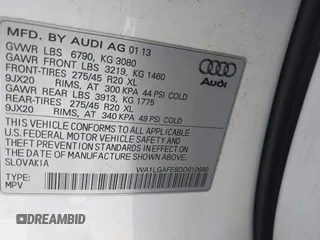 MFD. BY AUDI AG 01 13
GVWR LBS 6790, KG 3080
GAWR FRONT LBS 3219, KG 1460
FRONT-TIRES 275/45 R20 XL
9JX20 RIMS, AT 300 KPA 44 PSI COLD
GAWR REAR LBS 3913, KG 1775
REAR-TIRES 275/45 R20 XL
9JX20 RIMS, AT 340 KPA 49 PSI COLD
THIS VEHICLE CONFORMS TO ALL APPLICABLE
U.S. FEDERAL MOTOR VEHICLE SAFETY AND
THEFT PREVENTION STANDARDS IN EFFECT ON
THE DATE OF MANUFACTURE SHOWN ABOVE.
SLOVAKIA
TYPE: WA1LGAFE8DD010690
MPV
Audi
DREAMBID